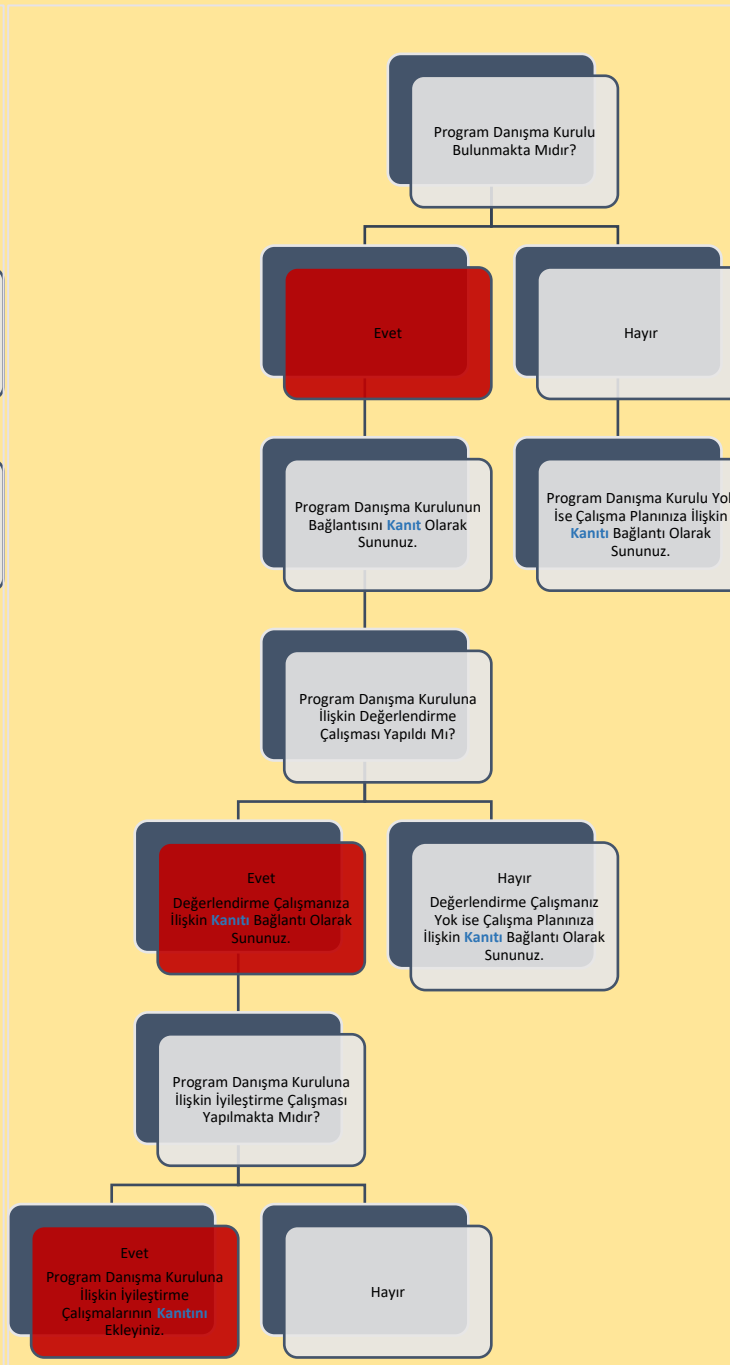 Program Danışma Kurulu
Bulunmakta Mıdır?
Evet
Hayır
Program Danışma Kurulunun
Bağlantısını Kanıt Olarak
Sununuz.
Program Danışma Kurulu Yok
İse Çalışma Planınıza İlişkin
Kanıtı Bağlantı Olarak
Sununuz.
Program Danışma Kuruluna
İlişkin Değerlendirme
Çalışması Yapıldı Mı?
Evet
Değerlendirme Çalışmanıza
İlişkin Kanıtı Bağlantı Olarak
Sununuz.
Hayır
Değerlendirme Çalışmanız
Yok ise Çalışma Planınıza
İlişkin Kanıtı Bağlantı Olarak
Sununuz.
Program Danışma Kuruluna
İlişkin İyileştirme Çalışması
Yapılmakta Mıdır?
Evet
Program Danışma Kuruluna
İlişkin İyileştirme
Çalışmalarının Kanıtını
Ekleyiniz.
Hayır